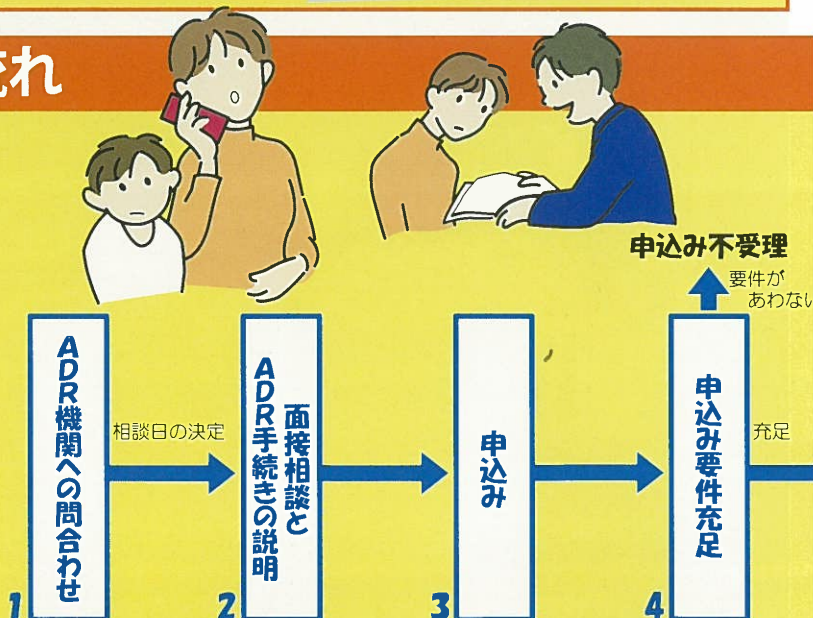 流れ
申込み不受理
要件が
あわない
ADR機関への問合わせ
相談日の決定
面接相談と
ADR手続きの説明
申込み
申込み要件充足
充足
1
2
3
4